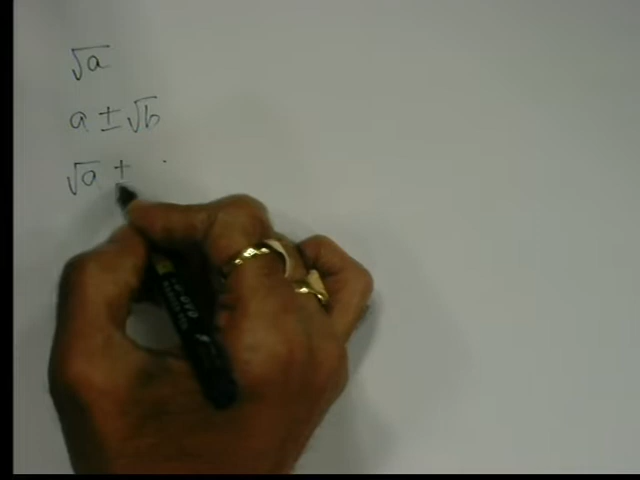 √a
a ± √b
√a ±